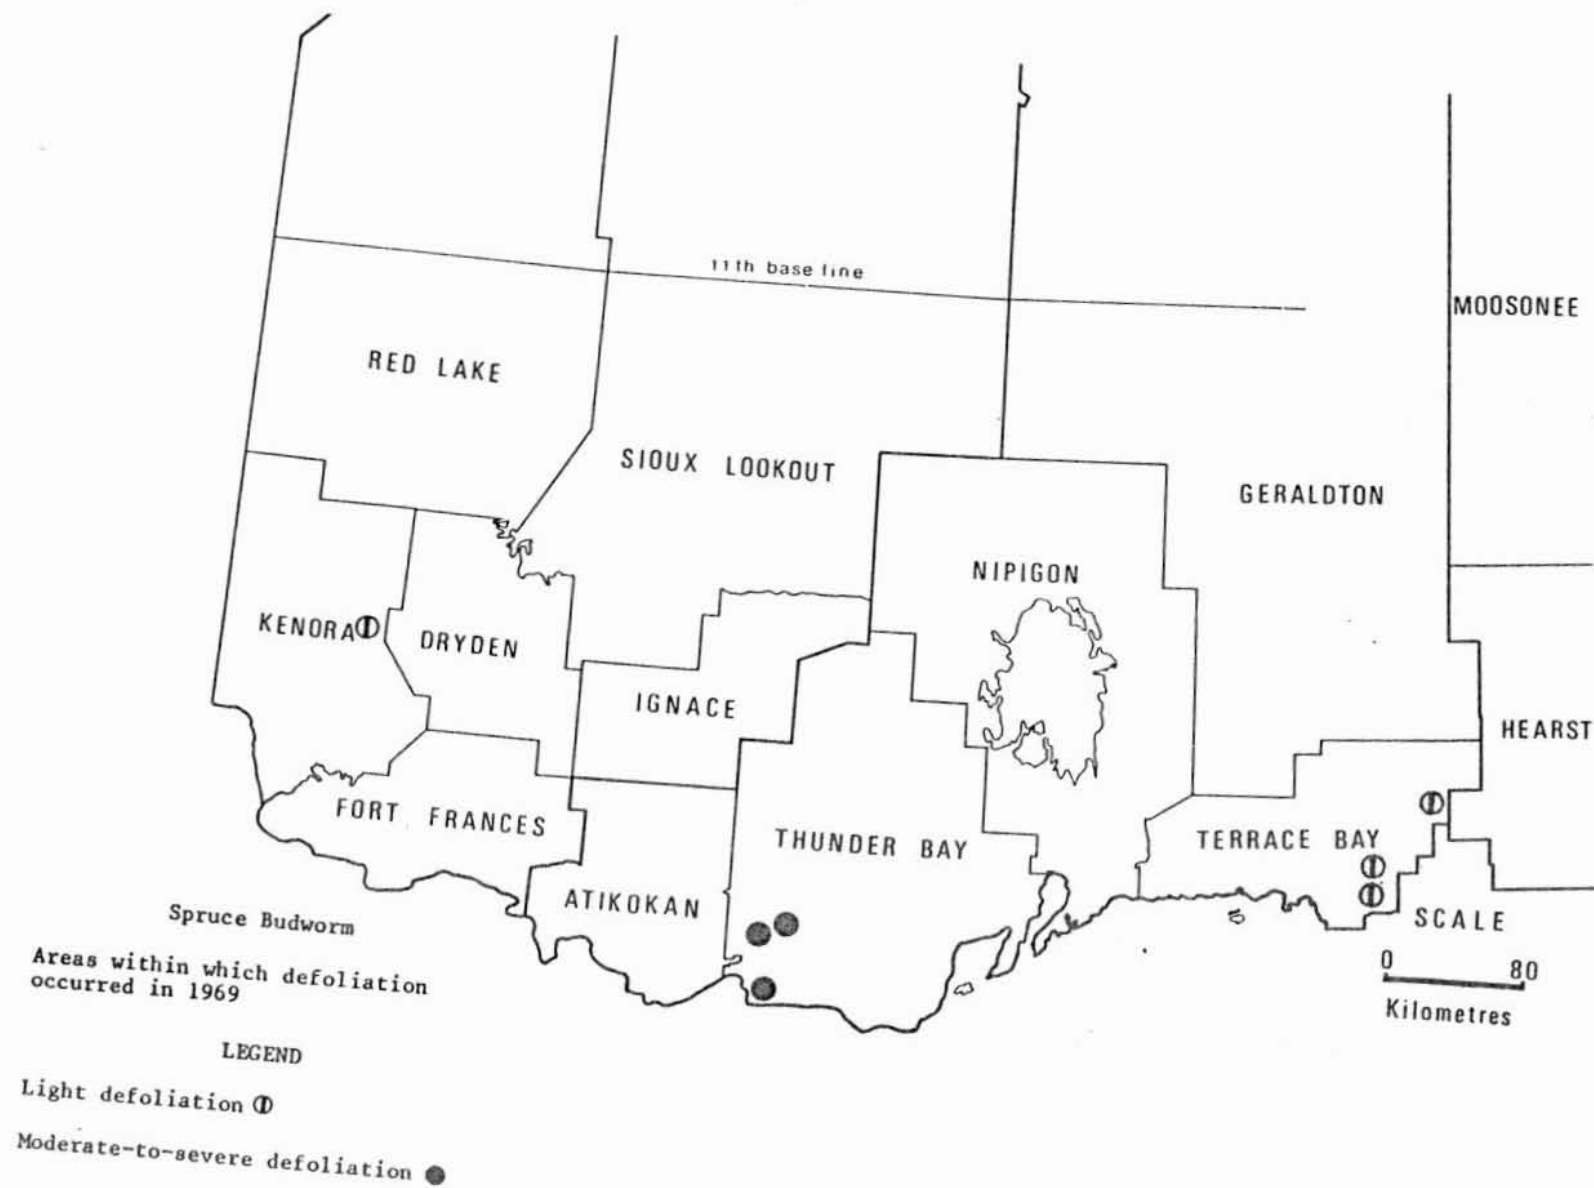 11th base line
MOOSONEE
RED LAKE
SIOUX LOOKOUT
GERALDTON
NIPIGON
KENORA
DRYDEN
IGNACE
HEARST
FORT FRANCES
THUNDER BAY
TERRACE BAY
ATIKOKAN
SCALE
0 80
Kilometres
Spruce Budworm
Areas within which defoliation
occurred in 1969
LEGEND
Light defoliation
Moderate-to-severe defoliation